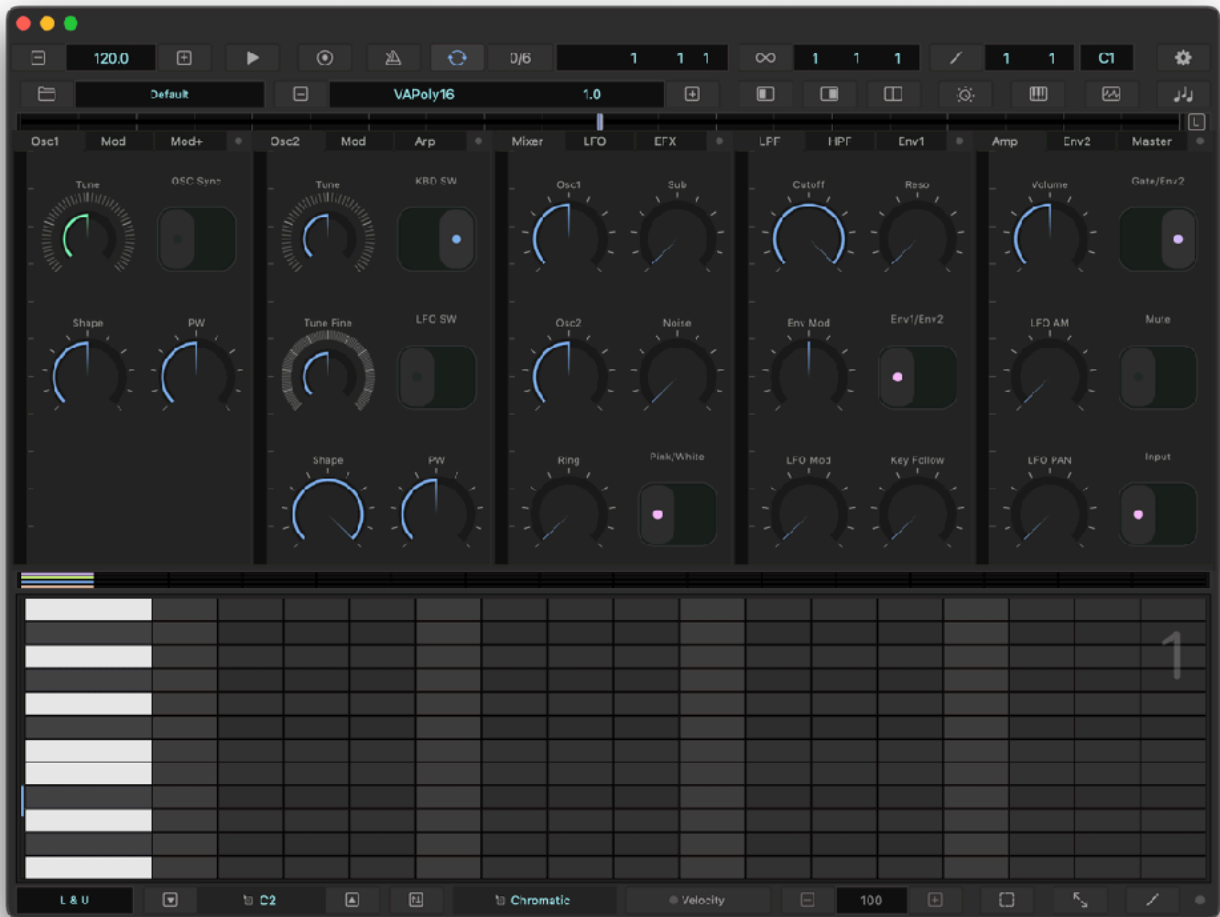 120.0 0/6 1 1 1 1 1 1 1 1 C1
Default VAPoly16 1.0
L
Osc1 Mod Mod+ Osc2 Mod Arp Mixer LFO EFX LPF HPF Env1 Amp Env2 Master
Tune OSC Sync Tune KBD SW Osc1 Sub Cutoff Reso Volume Gate/Env2
Shape PW Tune Fine LFO SW Osc2 Noise Env Mod Env1/Env2 LFO AM Mute
Shape PW Ring Pink/White LFO Mod Key Follow LFO PAN Input
1
L & U C2 Chromatic Velocity 100